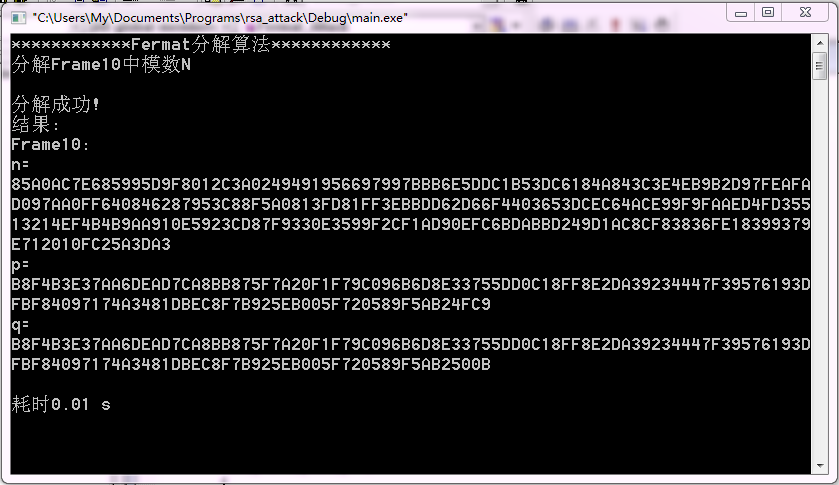 "C:\Users\My\Documents\Programs\rsa_attack\Debug\main.exe"
************Fermat分解算法************
分解Frame10中模数N
分解成功!
结果:
Frame10:
n=
85A0AC7E685995D9F8012C3A0249491956697997BBB6E5DDC1B53DC6184A843C3E4EB9B2D97FEAFA
D097AA0FF640846287953C88F5A0813FD81FF3EBBDD62D66F4403653DCEC64ACE99F9FAAED4FD355
13214EF4B4B9AA910E5923CD87F9330E3599F2CF1AD90EFC6BDABBD249D1AC8CF83836FE18399379
E712010FC25A3DA3
p=
B8F4B3E37AA6DEAD7CA8BB875F7A20F1F79C096B6D8E33755DD0C18FF8E2DA39234447F39576193D
FBF84097174A3481DBEC8F7B925EB005F720589F5AB24FC9
q=
B8F4B3E37AA6DEAD7CA8BB875F7A20F1F79C096B6D8E33755DD0C18FF8E2DA39234447F39576193D
FBF84097174A3481DBEC8F7B925EB005F720589F5AB2500B
耗时0.01 s